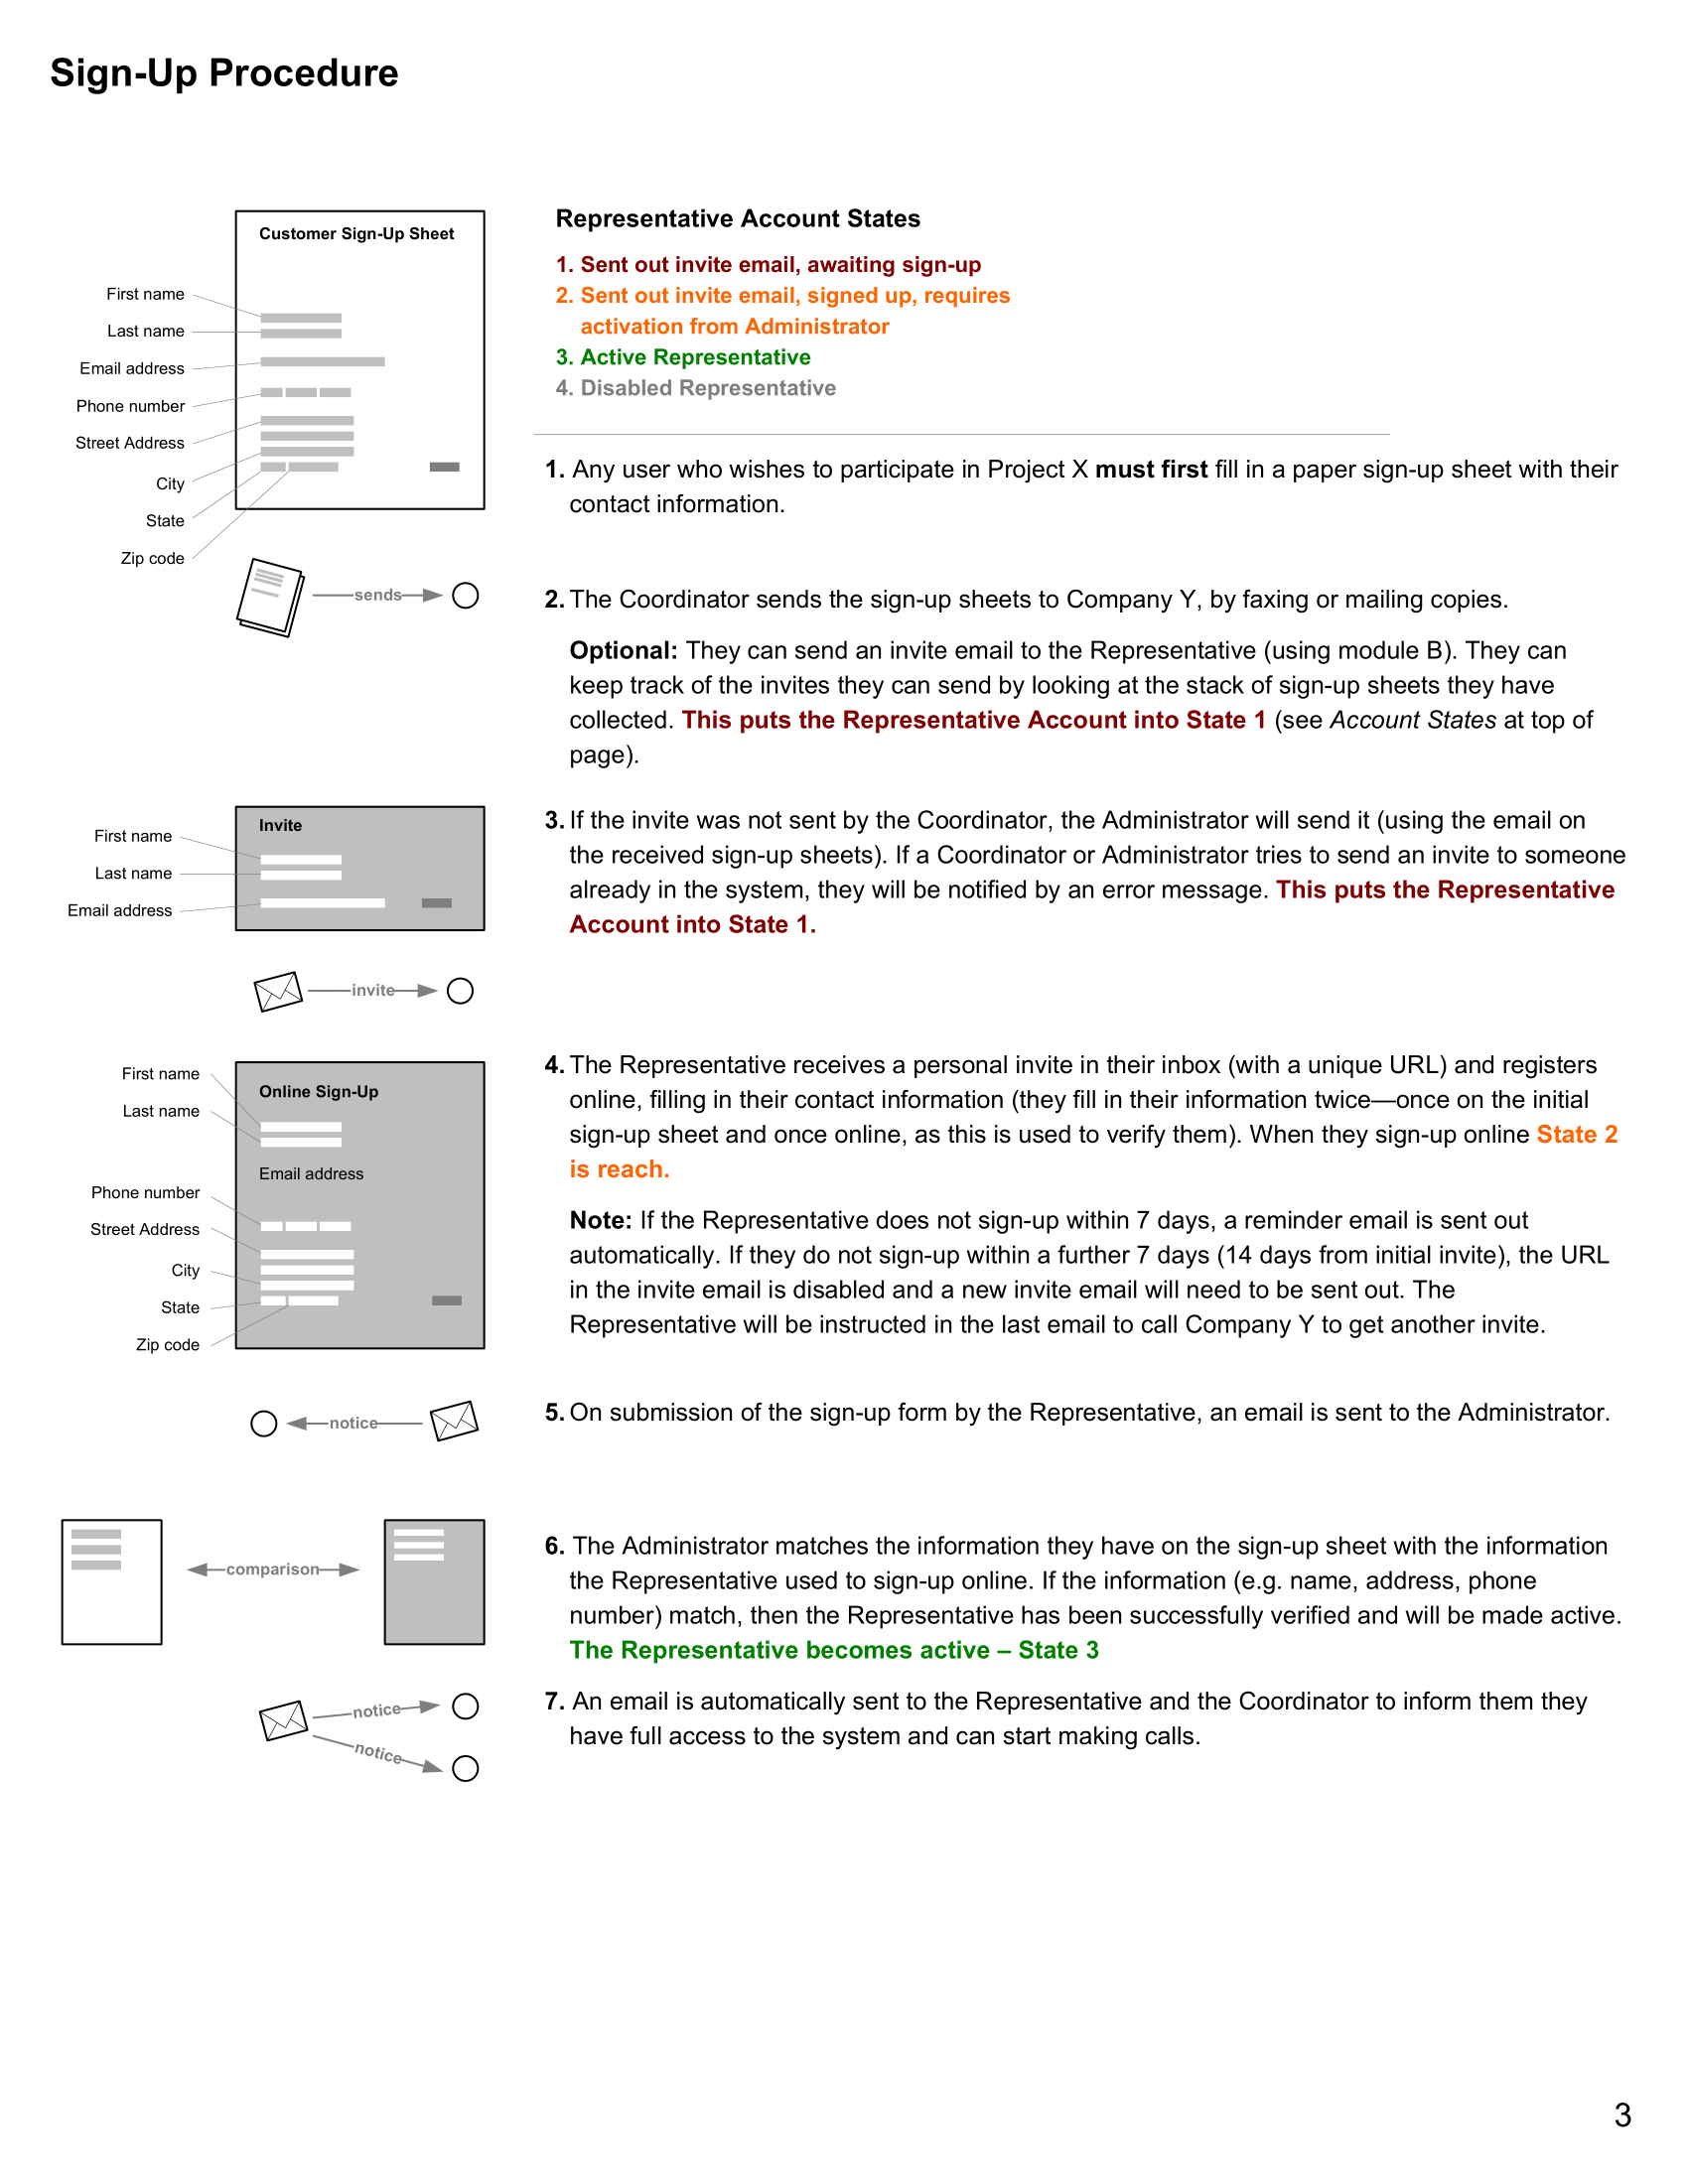 Sign-Up Procedure
Customer Sign-Up Sheet
First name
Last name
Email address
Phone number
Street Address
City
State
Zip code
sends
Representative Account States
1. Sent out invite email, awaiting sign-up
2. Sent out invite email, signed up, requires
activation from Administrator
3. Active Representative
4. Disabled Representative
1. Any user who wishes to participate in Project X must first fill in a paper sign-up sheet with their
contact information.
2. The Coordinator sends the sign-up sheets to Company Y, by faxing or mailing copies.
Optional: They can send an invite email to the Representative (using module B). They can
keep track of the invites they can send by looking at the stack of sign-up sheets they have
collected. This puts the Representative Account into State 1 (see Account States at top of
page).
Invite
First name
Last name
Email address
invite
3. If the invite was not sent by the Coordinator, the Administrator will send it (using the email on
the received sign-up sheets). If a Coordinator or Administrator tries to send an invite to someone
already in the system, they will be notified by an error message. This puts the Representative
Account into State 1.
First name
Last name
Online Sign-Up
Email address
Phone number
Street Address
City
State
Zip code
4. The Representative receives a personal invite in their inbox (with a unique URL) and registers
online, filling in their contact information (they fill in their information twice—once on the initial
sign-up sheet and once online, as this is used to verify them). When they sign-up online State 2
is reach.
Note: If the Representative does not sign-up within 7 days, a reminder email is sent out
automatically. If they do not sign-up within a further 7 days (14 days from initial invite), the URL
in the invite email is disabled and a new invite email will need to be sent out. The
Representative will be instructed in the last email to call Company Y to get another invite.
notice
5. On submission of the sign-up form by the Representative, an email is sent to the Administrator.
comparison
6. The Administrator matches the information they have on the sign-up sheet with the information
the Representative used to sign-up online. If the information (e.g. name, address, phone
number) match, then the Representative has been successfully verified and will be made active.
The Representative becomes active – State 3
notice
notice
7. An email is automatically sent to the Representative and the Coordinator to inform them they
have full access to the system and can start making calls.
3